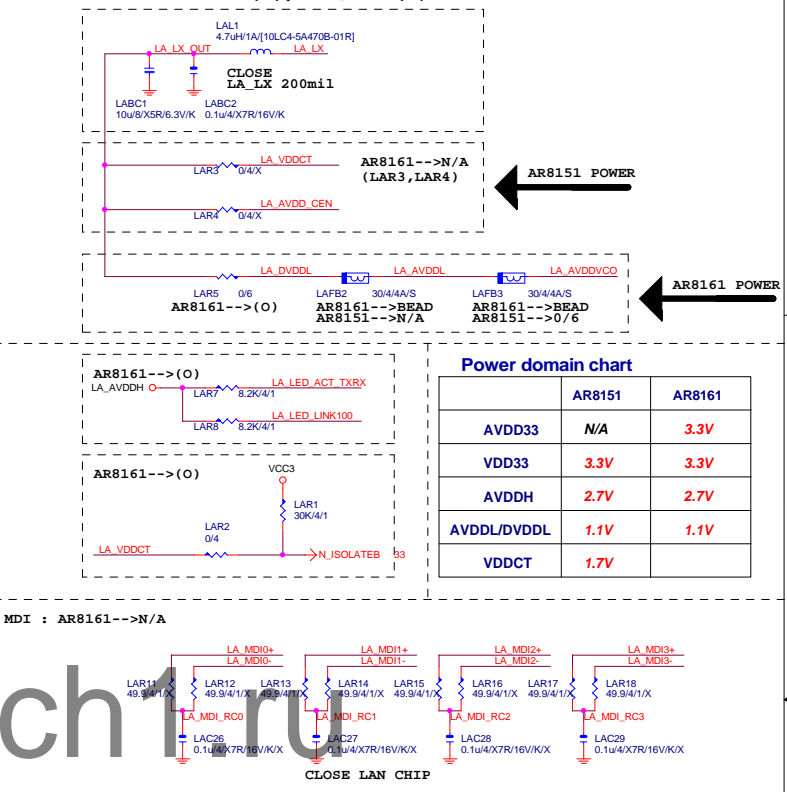 LAL1
4.7uH/1A/[10LC4-5A470B-01R]
LA_LX_OUT
LA_LX
CLOSE
LA_LX 200mil
LABC1
10u/8/X5R/6.3V/K
LABC2
0.1u/4/X7R/16V/K
LA_VDDCT
LAR3 0/4/X
AR8161-->N/A
(LAR3,LAR4)
AR8151 POWER
LA_AVDD_CEN
LAR4 0/4/X
LA_DVDDL
LA_AVDDL
LA_AVDDVCO
AR8161 POWER
LAR5 0/6
LAFB2 30/4/4A/S
LAFB3 30/4/4A/S
AR8161-->(O)
AR8161-->BEAD
AR8151-->N/A
AR8161-->BEAD
AR8151-->0/6
AR8161-->(O)
LA_AVDDH
LA_LED_ACT_TXRX
LAR7 8.2K/4/1
LA_LED_LINK100
LAR8 8.2K/4/1
Power domain chart
AR8151 AR8161
AVDD33 N/A 3.3V
VDD33 3.3V 3.3V
AVDDH 2.7V 2.7V
AVDDL/DVDDL 1.1V 1.1V
VDDCT 1.7V
AR8161-->(O)
VCC3
LAR1
30K/4/1
LAR2
0/4
LA_VDDCT
N_ISOLATEB 33
MDI : AR8161-->N/A
LA_MDI0+
LA_MDI0-
LA_MDI1+
LA_MDI1-
LA_MDI2+
LA_MDI2-
LA_MDI3+
LA_MDI3-
LAR11
49.9/4/1/X
LAR12
49.9/4/1/X
LAR13
49.9/4/1/X
LAR14
49.9/4/1/X
LAR15
49.9/4/1/X
LAR16
49.9/4/1/X
LAR17
49.9/4/1/X
LAR18
49.9/4/1/X
LA_MDI_RC0
LA_MDI_RC1
LA_MDI_RC2
LA_MDI_RC3
LAC26
0.1u/4/X7R/16V/K/X
LAC27
0.1u/4/X7R/16V/K/X
LAC28
0.1u/4/X7R/16V/K/X
LAC29
0.1u/4/X7R/16V/K/X
CLOSE LAN CHIP
ch1.ru